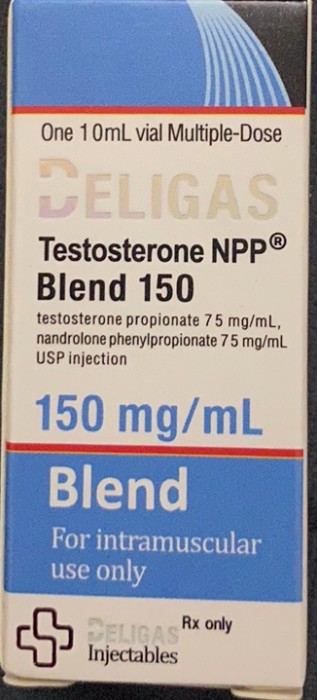 One 10mL vial Multiple-Dose
DELIGAS
Testosterone NPP®
Blend 150
testosterone propionate 75 mg/mL,
nandrolone phenylpropionate 75 mg/mL
USP injection
150 mg/mL
Blend
For intramuscular
use only
DELIGAS Rx only
Injectables